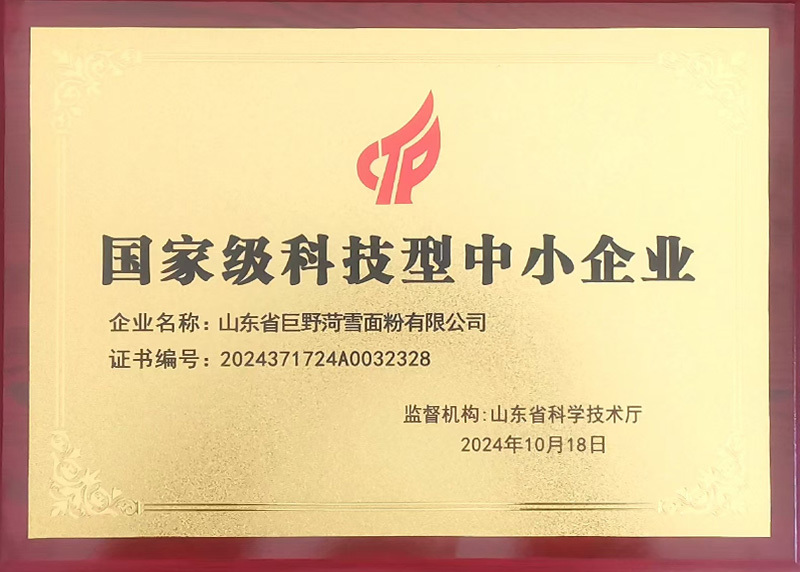 CTP
国家级科技型中小企业
企业名称：山东省巨野菏雪面粉有限公司
证书编号：2024371724A0032328
监督机构:山东省科学技术厅
2024年10月18日